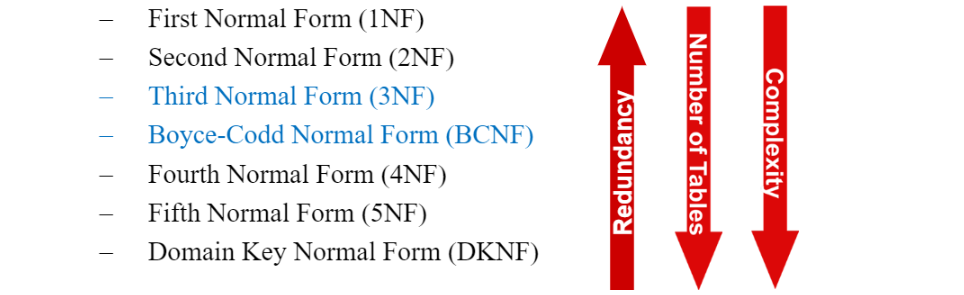 – First Normal Form (1NF)
– Second Normal Form (2NF)
– Third Normal Form (3NF)
– Boyce-Codd Normal Form (BCNF)
– Fourth Normal Form (4NF)
– Fifth Normal Form (5NF)
– Domain Key Normal Form (DKNF)
Redundancy
Number of Tables
Complexity